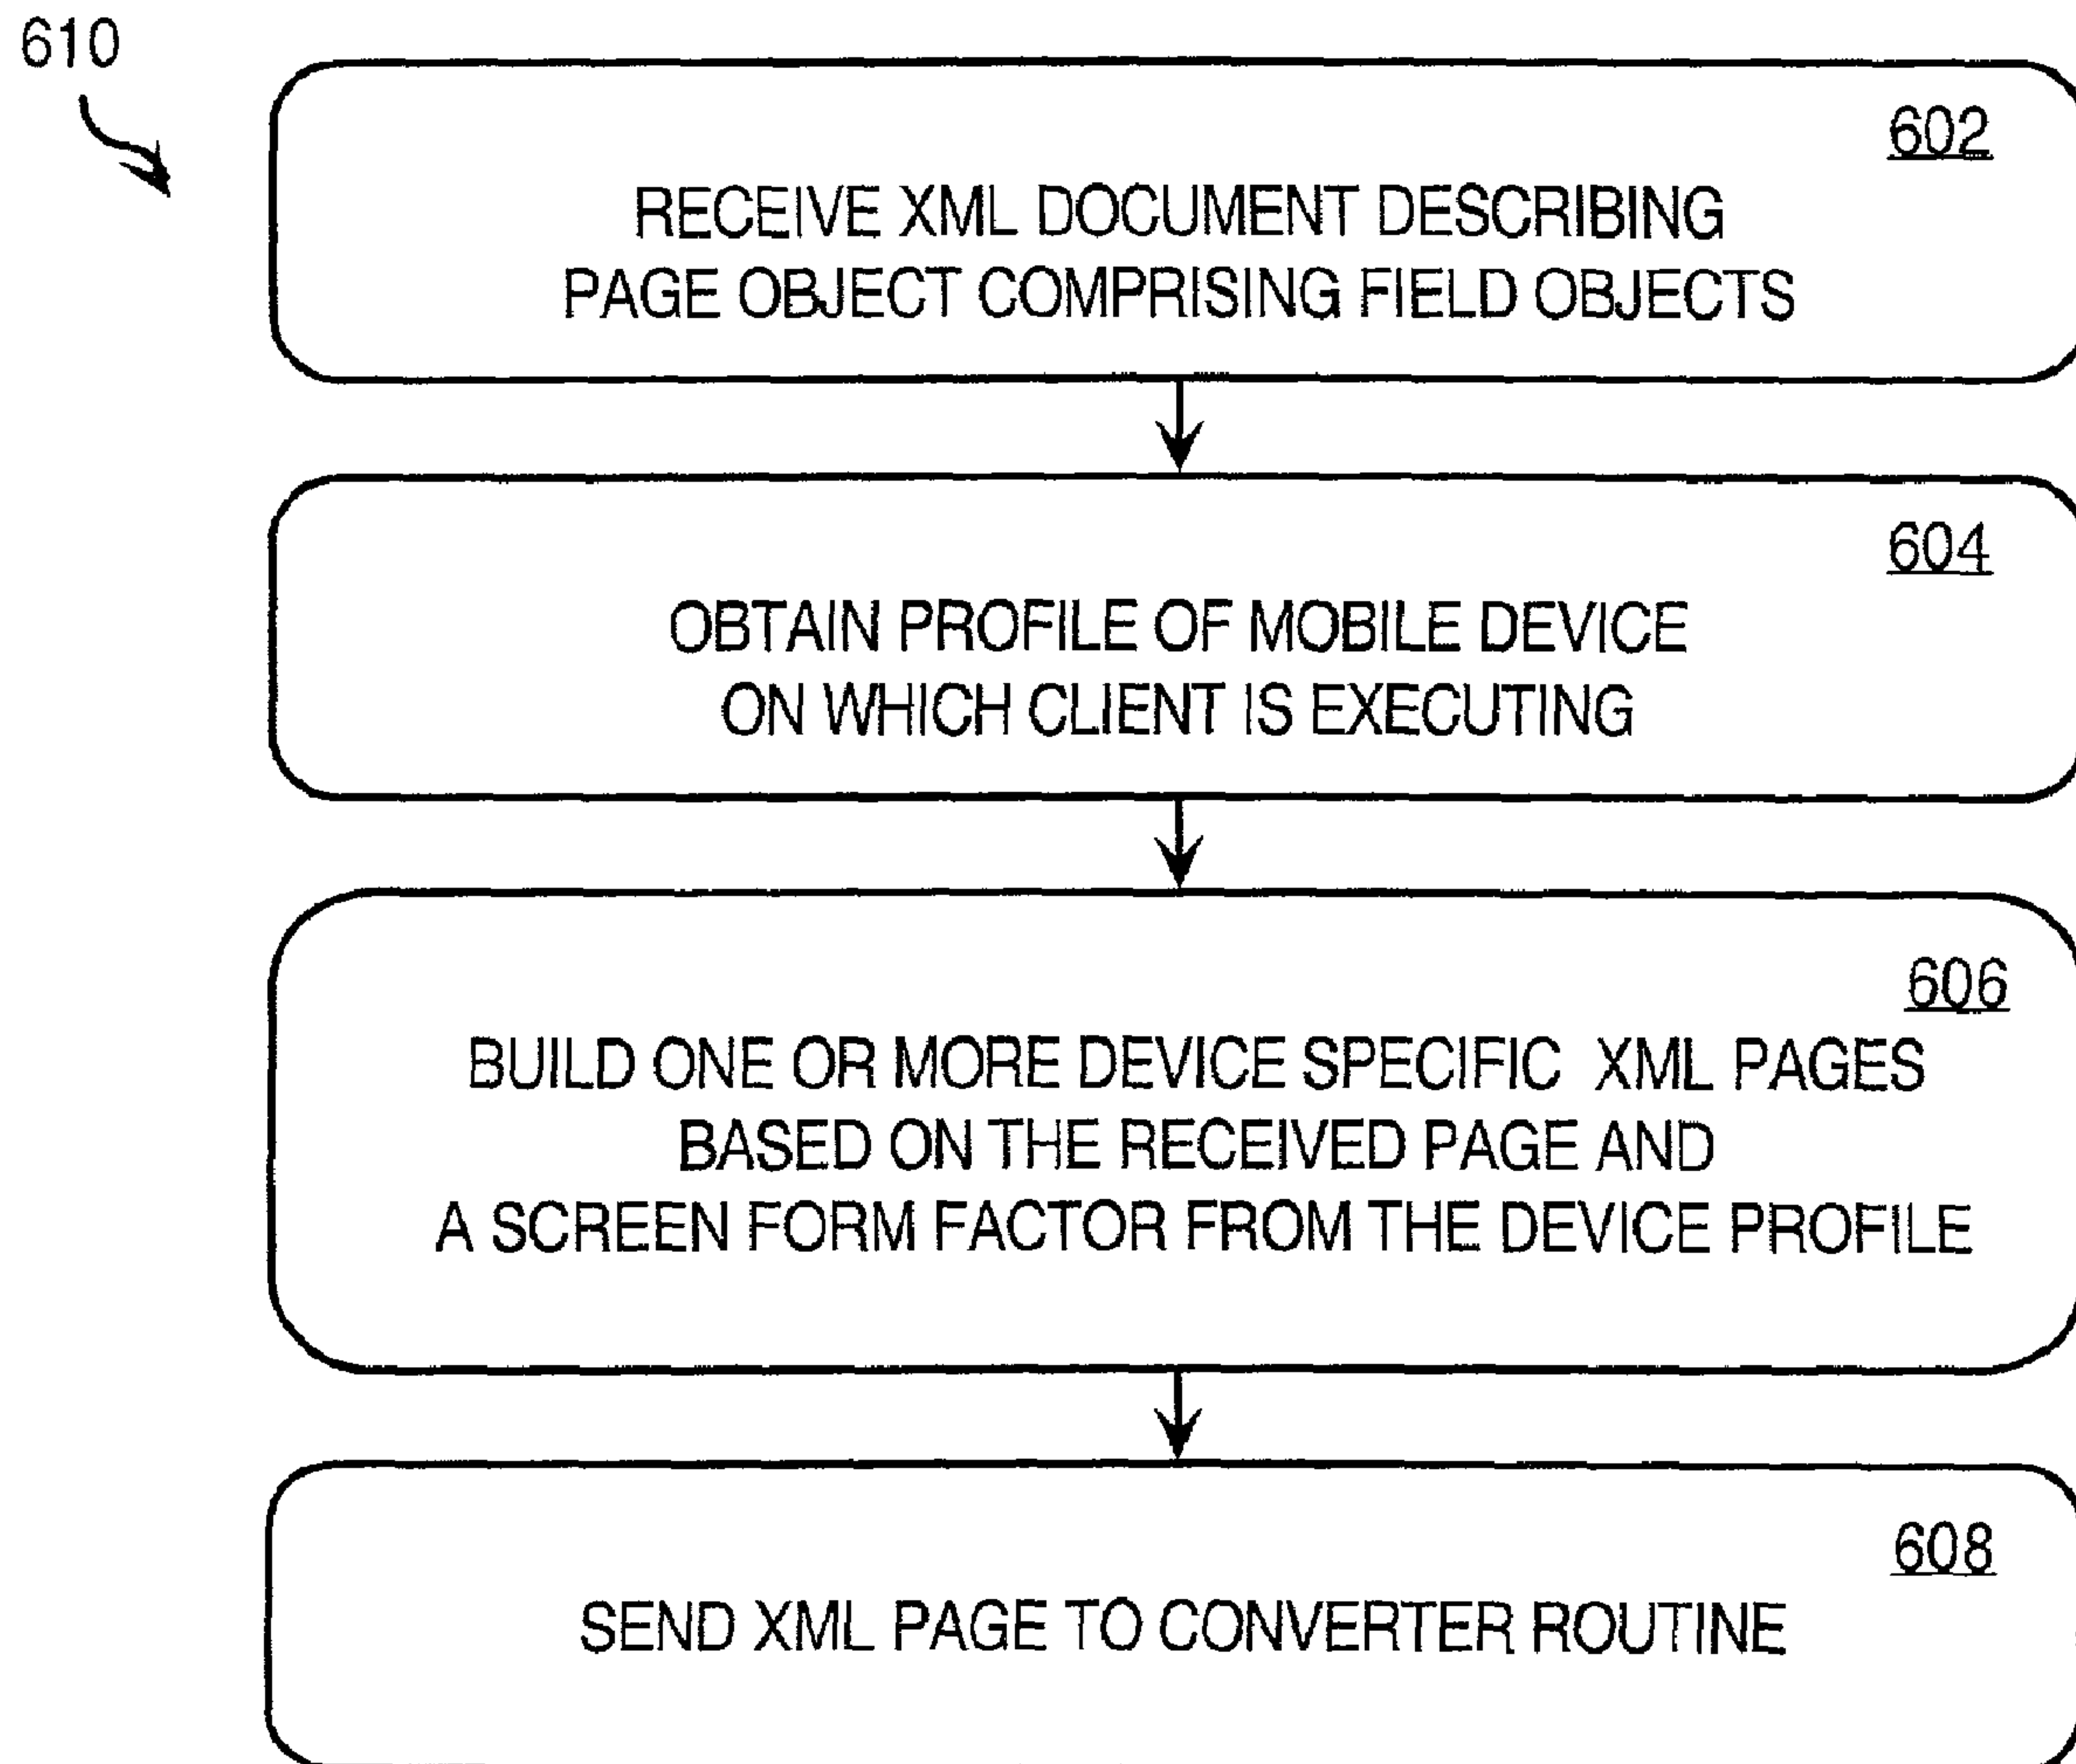 610
602
RECEIVE XML DOCUMENT DESCRIBING
PAGE OBJECT COMPRISING FIELD OBJECTS
604
OBTAIN PROFILE OF MOBILE DEVICE
ON WHICH CLIENT IS EXECUTING
606
BUILD ONE OR MORE DEVICE SPECIFIC XML PAGES
BASED ON THE RECEIVED PAGE AND
A SCREEN FORM FACTOR FROM THE DEVICE PROFILE
608
SEND XML PAGE TO CONVERTER ROUTINE